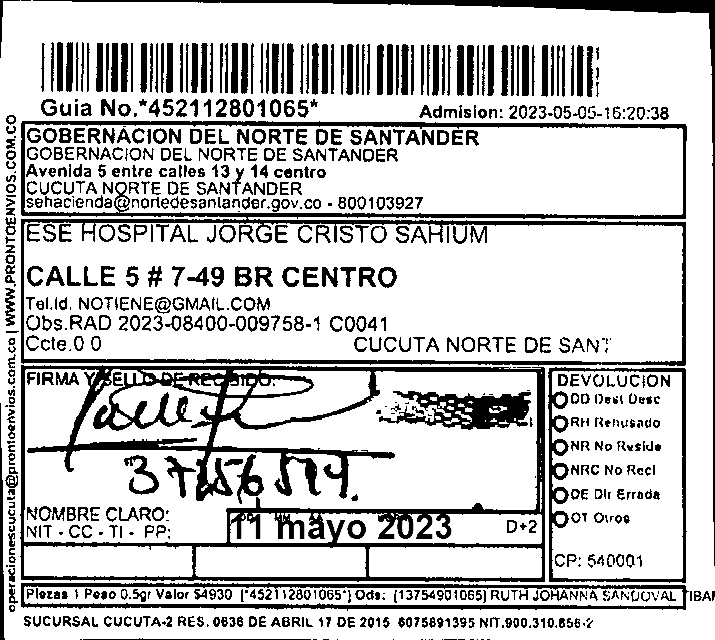 Guia No.*452112801065*
Admision: 2023-05-05-16:20:38
GOBERNACION DEL NORTE DE SANTANDER
GOBERNACION DEL NORTE DE SANTANDER
Avenida 5 entre calles 13 y 14 centro
CUCUTA NORTE DE SANTANDER
sehacienda@nortedesantander.gov.co - 800103927
ESE HOSPITAL JORGE CRISTO SAHIUM
CALLE 5 # 7-49 BR CENTRO
Tel.Id. NOTIENE@GMAIL.COM
Obs.RAD 2023-08400-009758-1 C0041
Ccte.0 0 CUCUTA NORTE DE SANT
FIRMA Y SELLO DE RECIBIDO:
NOMBRE CLARO:
NIT - CC - TI - PP:
11 mayo 2023
D+2
DEVOLUCION
DD Dest Desc
RH Rehusado
NR No Reside
NRC No Recl
DE Dir Errada
OT Otros
CP: 540001
Piezas 1 Peso 0.5gr Valor $4930 (*452112801065*) Ods: (13754901065) RUTH JOHANNA SANDOVAL TIBA
SUCURSAL CUCUTA-2 RES. 0636 DE ABRIL 17 DE 2015 6075891395 NIT.900.310.856-2
operacionescucuta@prontoenvios.com.co | WWW.PRONTOENVIOS.COM.CO